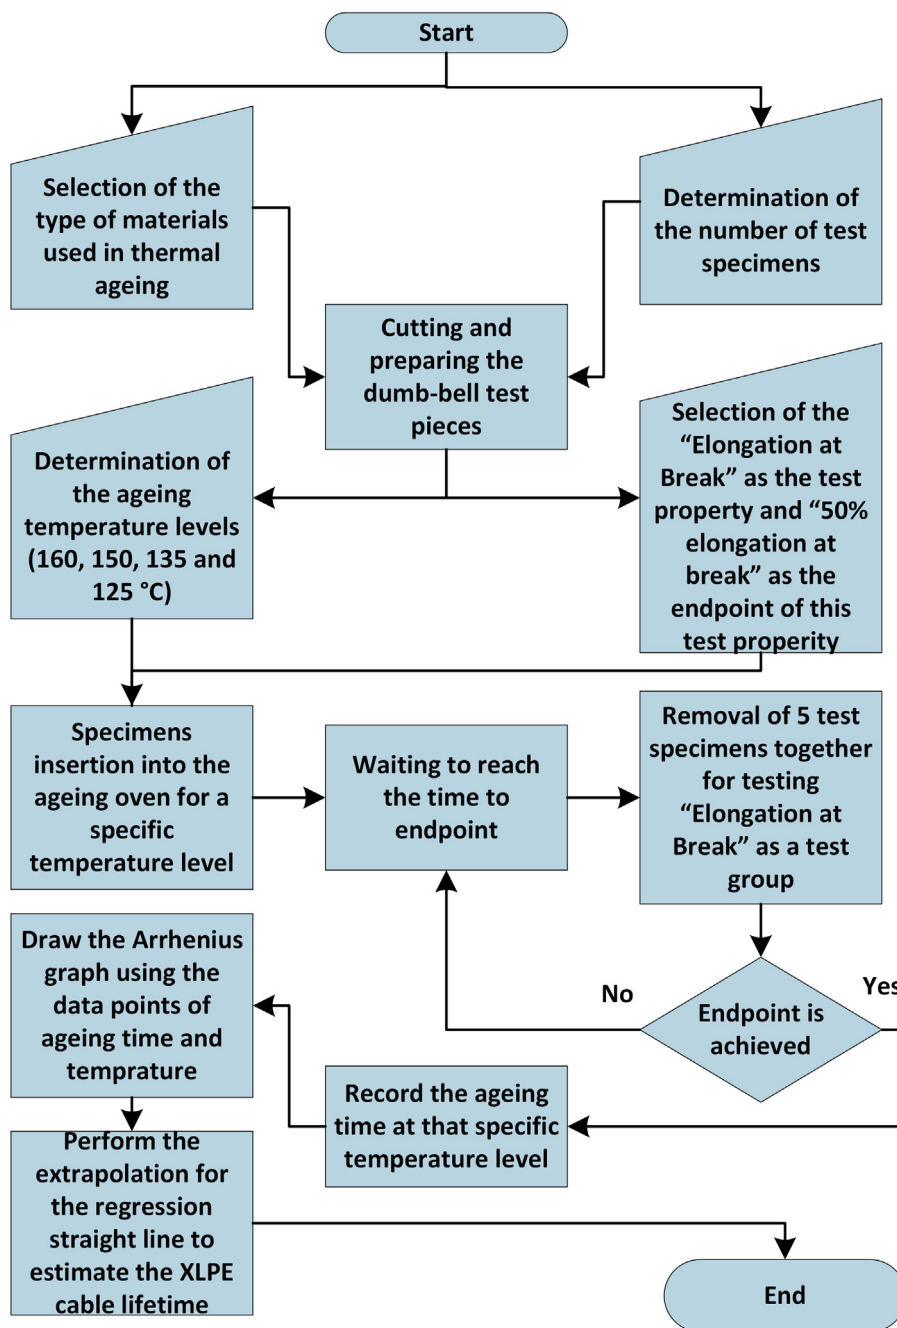 Start
Selection of the
type of materials
used in thermal
ageing
Determination of
the number of test
specimens
Cutting and
preparing the
dumb-bell test
pieces
Determination of
the ageing
temperature levels
(160, 150, 135 and
125 °C)
Selection of the
“Elongation at
Break” as the test
property and “50%
elongation at
break” as the
endpoint of this
test properity
Specimens
insertion into the
ageing oven for a
specific
temperature level
Waiting to reach
the time to
endpoint
Removal of 5 test
specimens together
for testing
“Elongation at
Break” as a test
group
Endpoint is
achieved
No
Yes
Record the ageing
time at that specific
temperature level
Draw the Arrhenius
graph using the
data points of
ageing time and
temprature
Perform the
extrapolation for
the regression
straight line to
estimate the XLPE
cable lifetime
End